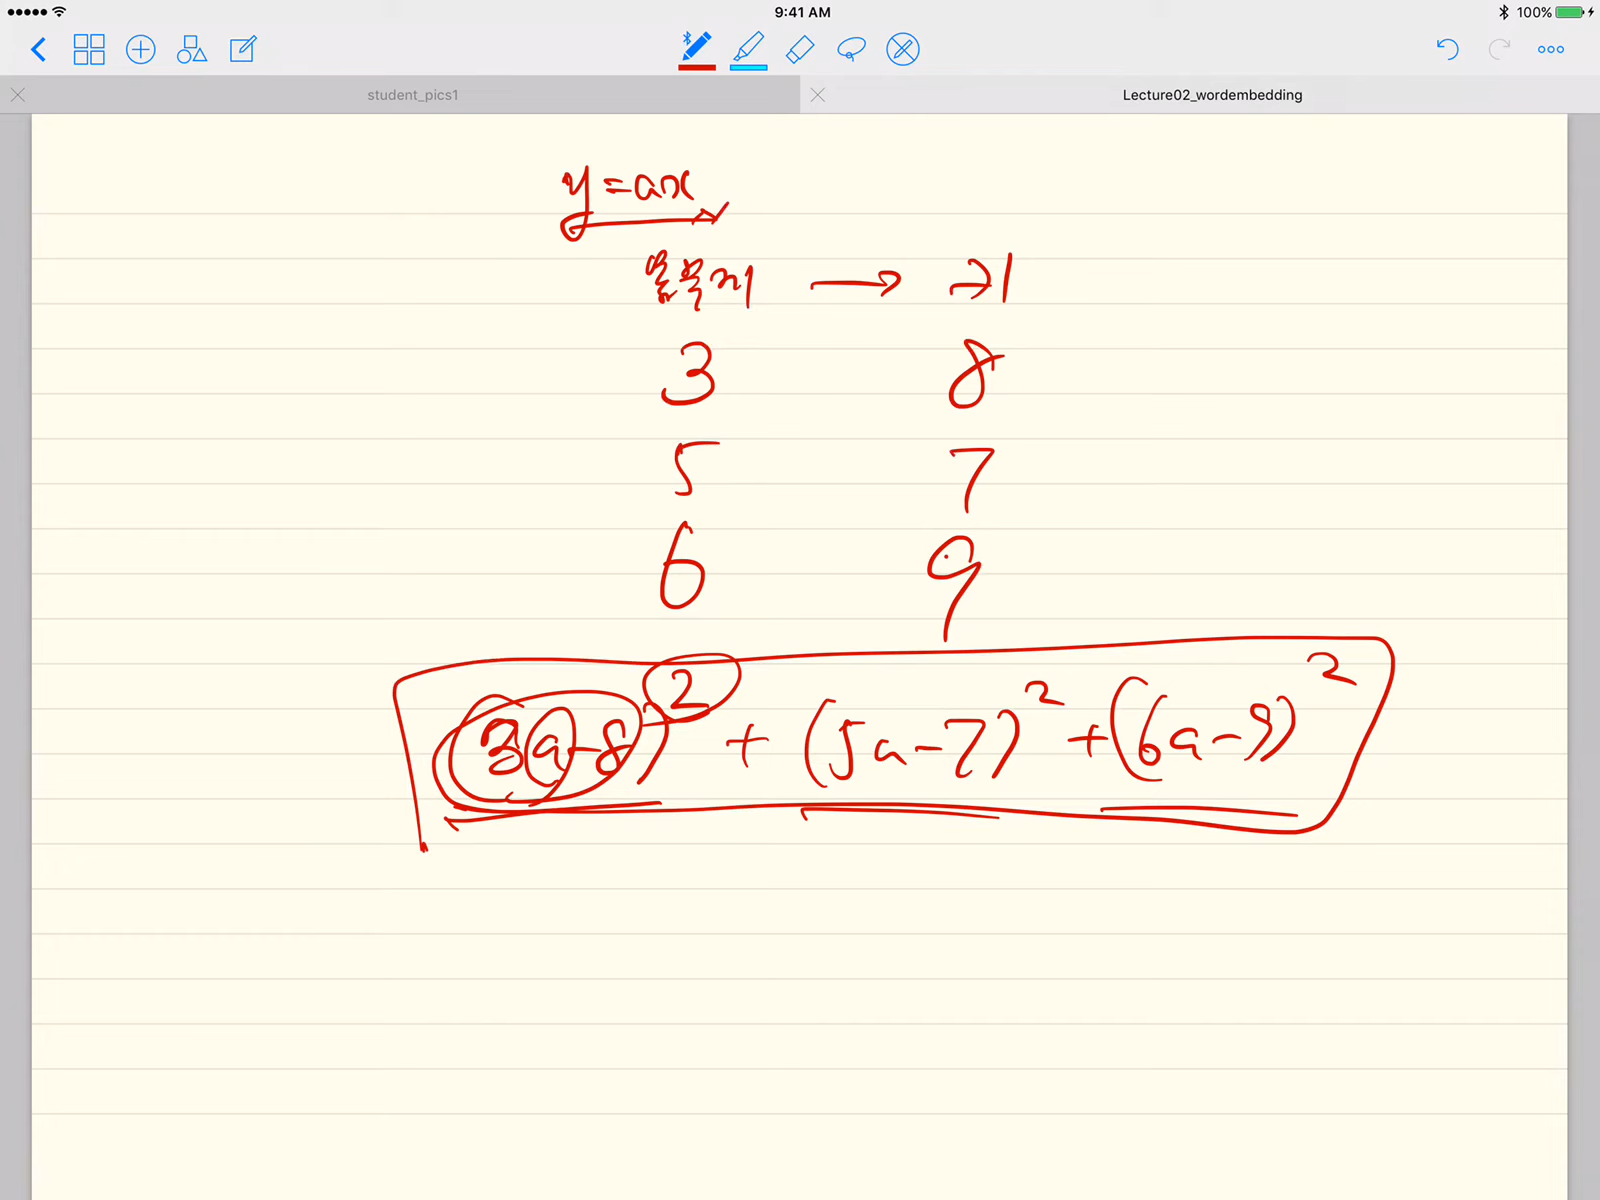 9:41 AM
100%
student_pics1
Lecture02_wordembedding
y=ax
몸무게 → 키
3 8
5 7
6 9
(3a-8)² + (5a-7)² + (6a-9)²